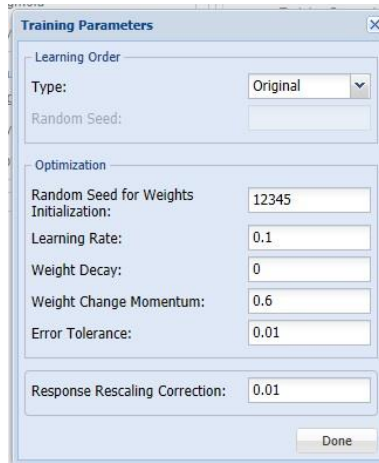 Training Parameters
Learning Order
Type: Original
Random Seed:
Optimization
Random Seed for Weights
Initialization: 12345
Learning Rate: 0.1
Weight Decay: 0
Weight Change Momentum: 0.6
Error Tolerance: 0.01
Response Rescaling Correction: 0.01
Done